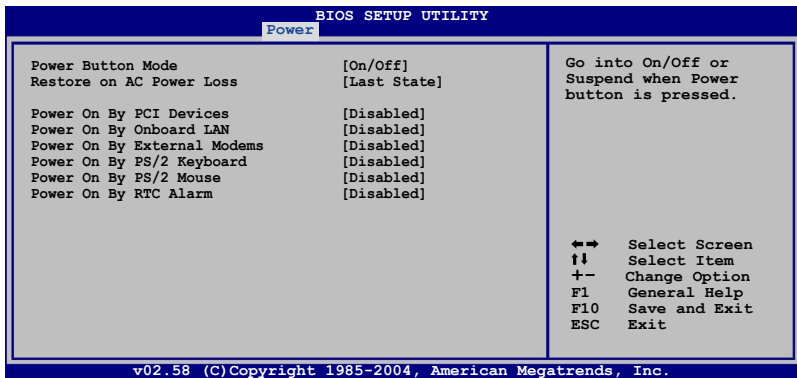 BIOS SETUP UTILITY
Power
Power Button Mode [On/Off]
Restore on AC Power Loss [Last State]
Power On By PCI Devices [Disabled]
Power On By Onboard LAN [Disabled]
Power On By External Modems [Disabled]
Power On By PS/2 Keyboard [Disabled]
Power On By PS/2 Mouse [Disabled]
Power On By RTC Alarm [Disabled]
Go into On/Off or
Suspend when Power
button is pressed.
←→ Select Screen
↑↓ Select Item
+- Change Option
F1 General Help
F10 Save and Exit
ESC Exit
v02.58 (C)Copyright 1985-2004, American Megatrends, Inc.